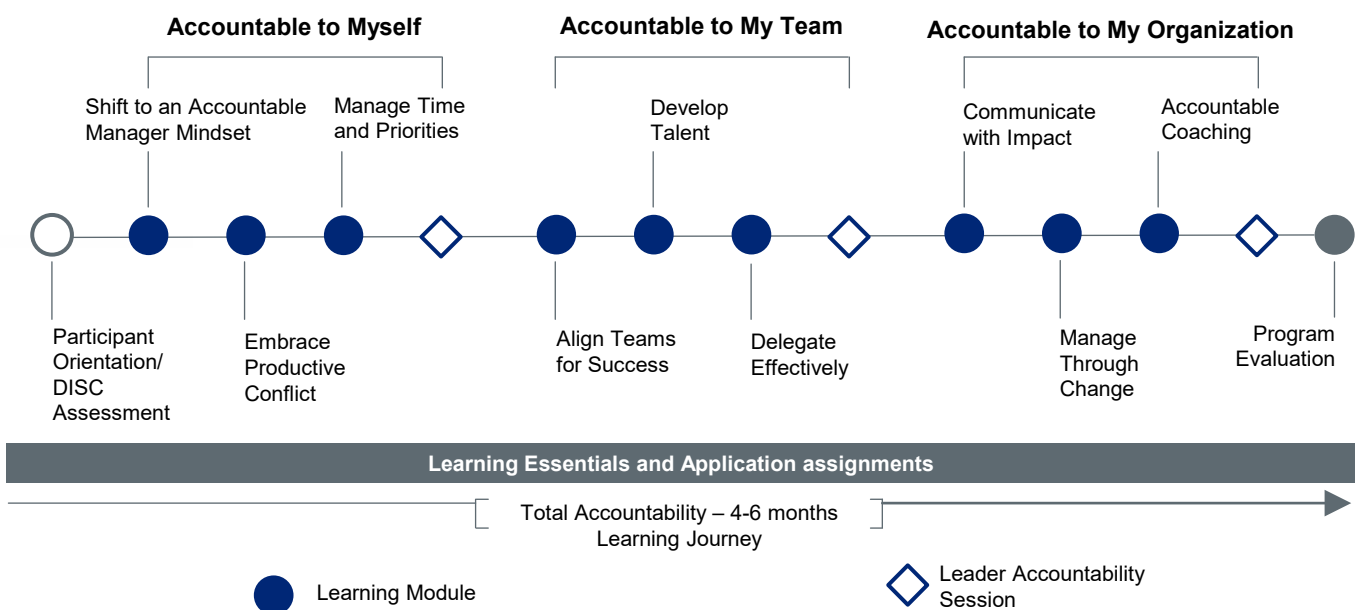 Accountable to Myself
Accountable to My Team
Accountable to My Organization
Shift to an Accountable
Manager Mindset
Manage Time
and Priorities
Develop
Talent
Communicate
with Impact
Accountable
Coaching
Participant
Orientation/
DISC
Assessment
Embrace
Productive
Conflict
Align Teams
for Success
Delegate
Effectively
Manage
Through
Change
Program
Evaluation
Learning Essentials and Application assignments
Total Accountability – 4-6 months
Learning Journey
Learning Module
Leader Accountability
Session